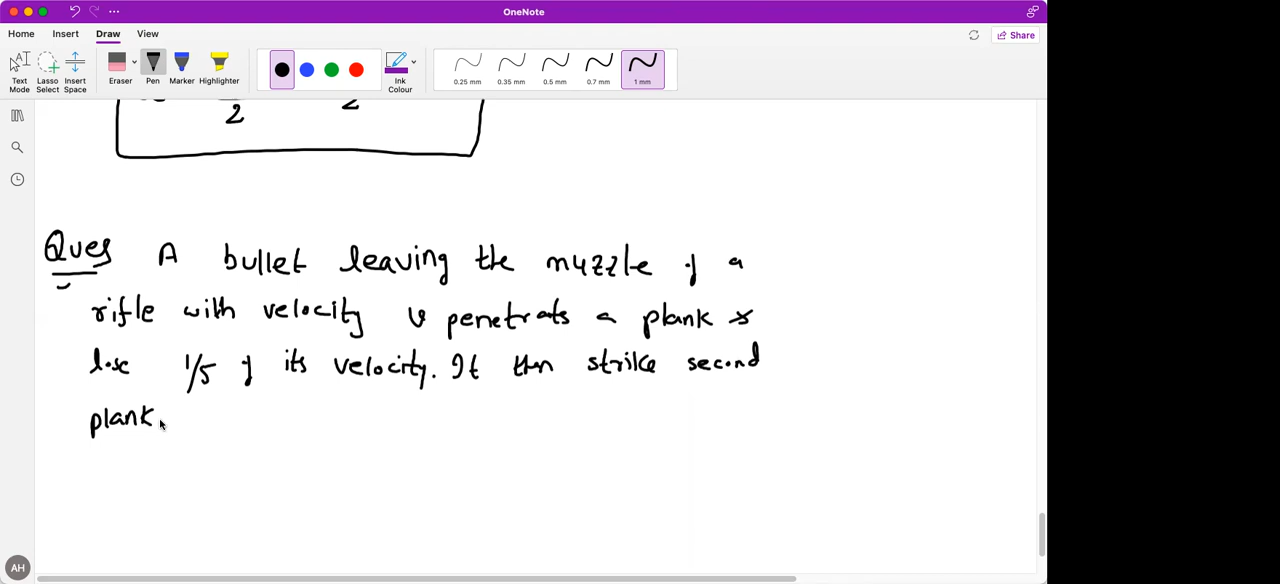 OneNote
Home Insert Draw View
Share
Text Mode
Lasso Select
Insert Space
Eraser
Pen
Marker
Highlighter
Ink Colour
0.25 mm
0.35 mm
0.5 mm
0.7 mm
1 mm
2 2
Ques A bullet leaving the muzzle of a
rifle with velocity v penetrats a plank &
lose 1/5 of its velocity. It then strike second
plank.
AH